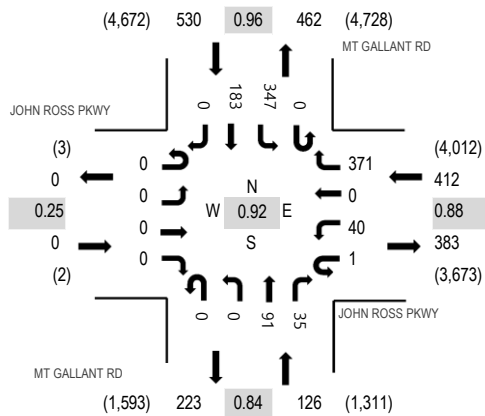 (4,672) 530 0.96 462 (4,728)
MT GALLANT RD
JOHN ROSS PKWY
0 183 347 0
(3)
0
0.25
0
(2)
0
0
0
0
N
W 0.92 E
S
371
0
40
1
(4,012)
412
0.88
383
(3,673)
0 0 91 35
JOHN ROSS PKWY
MT GALLANT RD
(1,593) 223 0.84 126 (1,311)